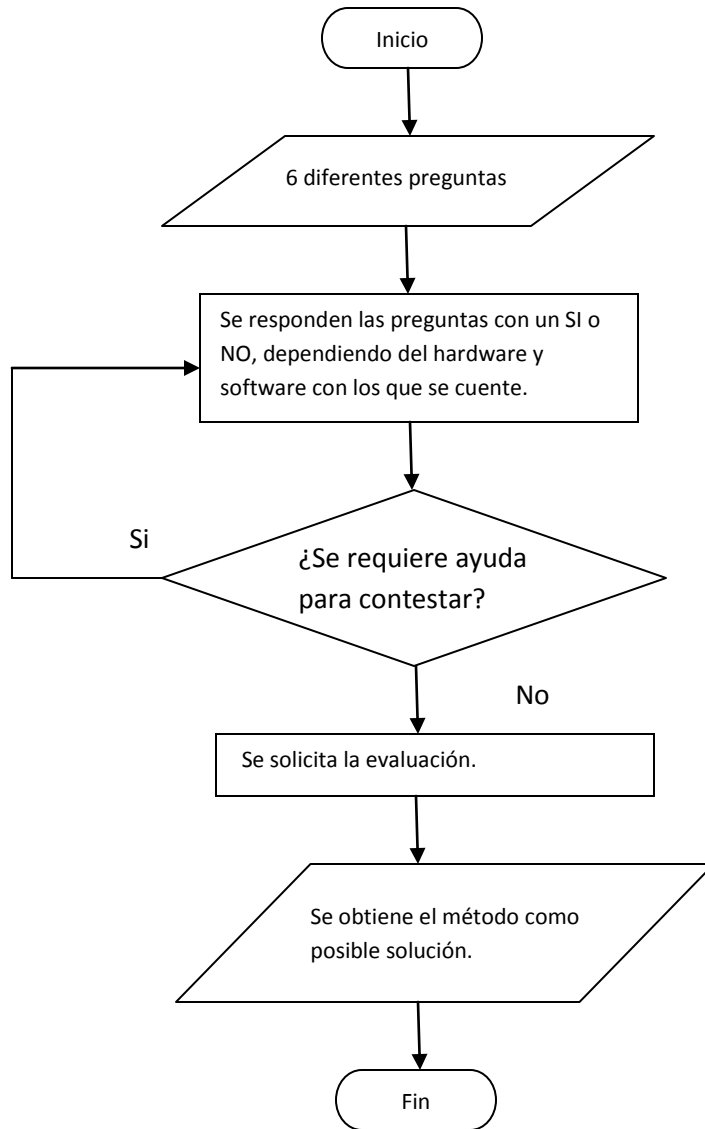 Inicio
6 diferentes preguntas
Se responden las preguntas con un SI o
NO, dependiendo del hardware y
software con los que se cuente.
Si
¿Se requiere ayuda
para contestar?
No
Se solicita la evaluación.
Se obtiene el método como
posible solución.
Fin